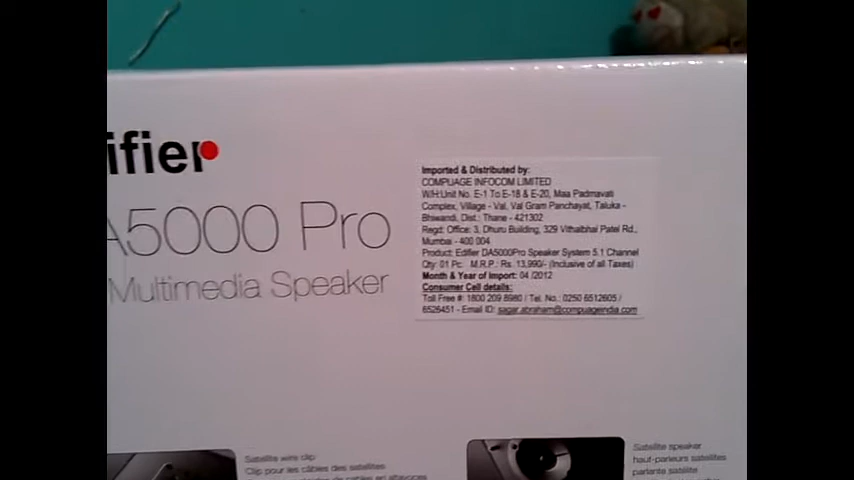 ifier
A5000 Pro
Multimedia Speaker
Imported & Distributed by:
COMPUAGE INFOCOM LIMITED
W/H:Unit No. E-1 To E-18 & E-20, Maa Padmavati
Complex, Village - Val, Val Gram Panchayat, Taluka -
Bhiwandi, Dist.: Thane - 421302
Regd: Office: 3, Dhuru Building, 329 Vithalbhai Patel Rd.,
Mumbai - 400 004
Product: Edifier DA5000Pro Speaker System 5.1 Channel
Qty: 01 Pc. M.R.P.: Rs. 13,990/- (Inclusive of all Taxes)
Month & Year of Import: 04 /2012
Consumer Cell details:
Toll Free #: 1800 209 8980 / Tel. No.: 0250 6512605 /
6526451 - Email ID: sagar.abraham@compuageindia.com
Satellite wire clip
Clip pour les câbles des satellites
Satellite speaker
haut-parleurs satellites
parlante satélite